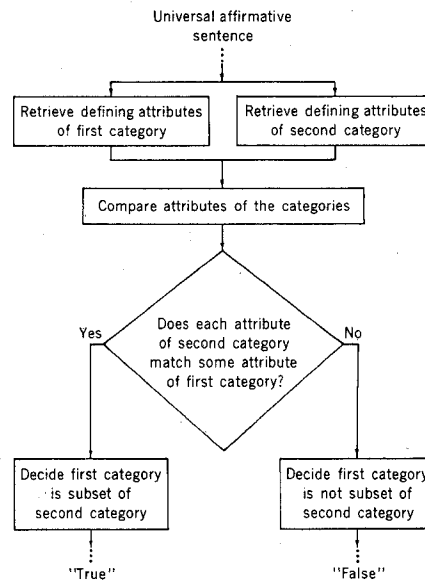 Universal affirmative
sentence
Retrieve defining attributes
of first category
Retrieve defining attributes
of second category
Compare attributes of the categories
Does each attribute
of second category
match some attribute
of first category?
Yes
No
Decide first category
is subset of
second category
Decide first category
is not subset of
second category
"True"
"False"